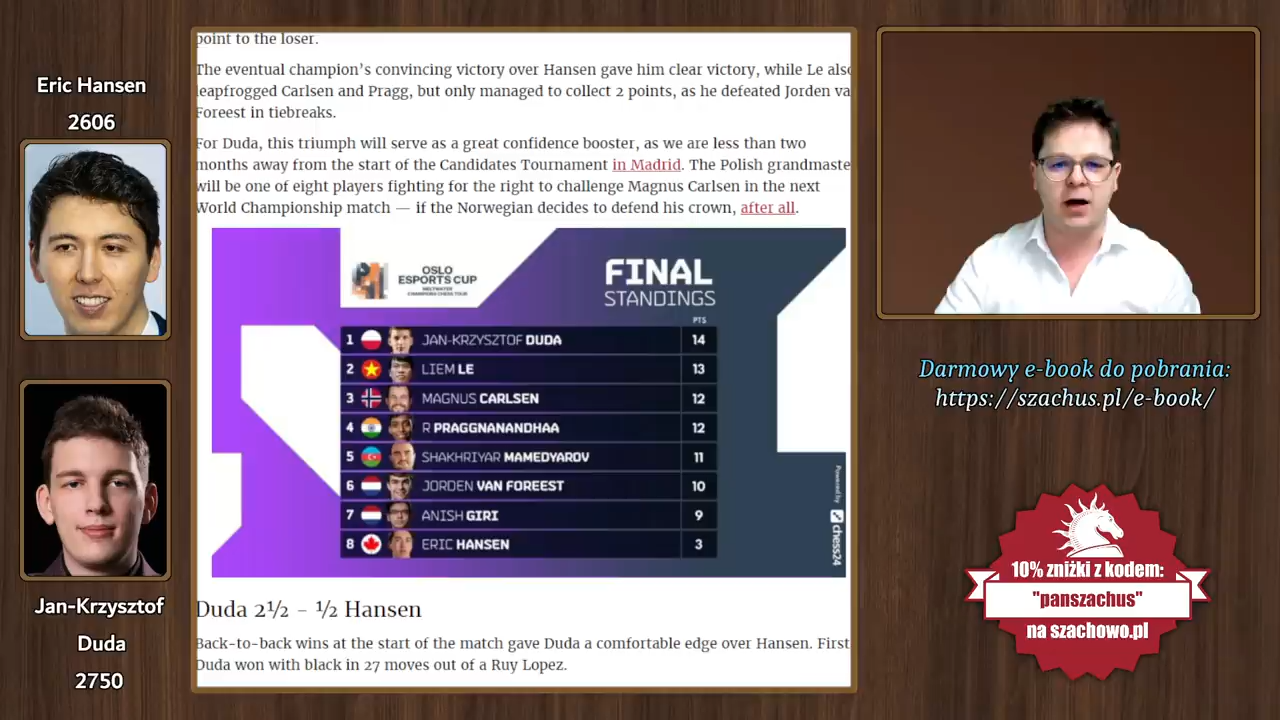 Eric Hansen
2606
Jan-Krzysztof
Duda
2750
point to the loser.
The eventual champion's convincing victory over Hansen gave him clear victory, while Le also
leapfrogged Carlsen and Pragg, but only managed to collect 2 points, as he defeated Jorden va
Foreest in tiebreaks.
For Duda, this triumph will serve as a great confidence booster, as we are less than two
months away from the start of the Candidates Tournament in Madrid. The Polish grandmaste
will be one of eight players fighting for the right to challenge Magnus Carlsen in the next
World Championship match — if the Norwegian decides to defend his crown, after all.
OSLO
ESPORTS CUP
MELTWATER
CHAMPIONS CHESS TOUR
FINAL
STANDINGS
PTS
1 JAN-KRZYSZTOF DUDA 14
2 LIEM LE 13
3 MAGNUS CARLSEN 12
4 R PRAGGNANANDHAA 12
5 SHAKHRIYAR MAMEDYAROV 11
6 JORDEN VAN FOREEST 10
7 ANISH GIRI 9
8 ERIC HANSEN 3
Powered by
chess24
Duda 2½ – ½ Hansen
Back-to-back wins at the start of the match gave Duda a comfortable edge over Hansen. First
Duda won with black in 27 moves out of a Ruy Lopez.
Darmowy e-book do pobrania:
https://szachus.pl/e-book/
10% zniżki z kodem:
"panszachus"
na szachowo.pl